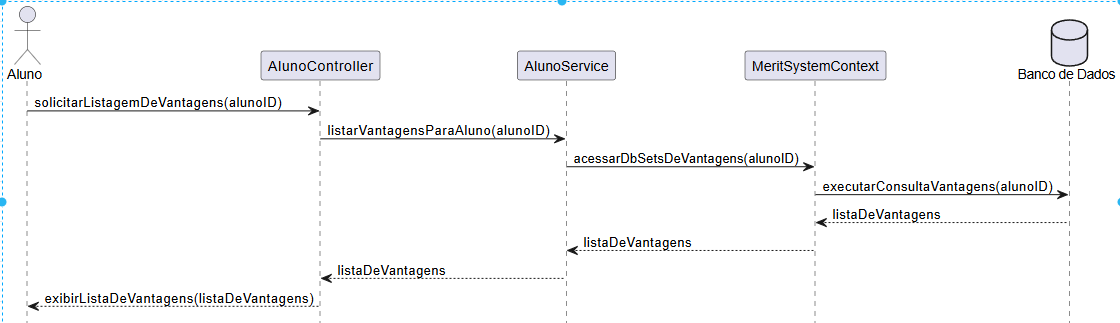 Aluno
AlunoController
AlunoService
MeritSystemContext
Banco de Dados
solicitarListagemDeVantagens(alunoID)
listarVantagensParaAluno(alunoID)
acessarDbSetsDeVantagens(alunoID)
executarConsultaVantagens(alunoID)
listaDeVantagens
listaDeVantagens
listaDeVantagens
exibirListaDeVantagens(listaDeVantagens)